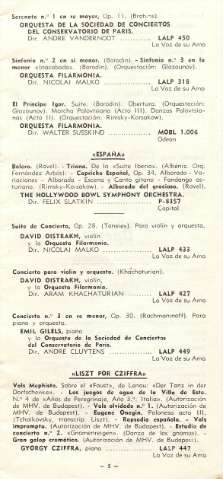 Serenata n.° 1 en re mayor, Op. 11. (Brahms).
ORQUESTA DE LA SOCIEDAD DE CONCIERTOS
DEL CONSERVATORIO DE PARIS.
Dir. ANDRE VANDERNOOT LALP 450
La Voz de su Amo
Sinfonía n.° 2 en si menor. (Borodin). - Sinfonía n.° 3 en la
menor «Inacabada». (Borodin). (Orquestación: Glazounov).
ORQUESTA FILARMONIA.
Dir. NICOLAI MALKO LALP 318
La Voz de su Amo
El Príncipe Igor, Suite. (Borodin). Obertura. (Orquestación:
Glazounov). Marcha Polovtsiana (Acto III). Danzas Polovtsia-
nas (Acto II). (Orquestación: Rimsky-Korsakow).
ORQUESTA FILARMONIA.
Dir. WALTER SUSSKIND MOBL 1.006
Odeon
«ESPAÑA»
Bolero. (Ravel). - Triana. De la «Suite Iberia». (Albéniz. Orq.
Fernández Arbós). - Capricho Español, Op. 34. Alborada - Va-
riaciones - Alborada - Escena y Canto gitano - Fandango as-
turiano (Rimsky-Korsakow). - Alborada del gracioso. (Ravel).
THE HOLLYWOOD BOWL SYMPHONY ORCHESTRA.
Dir. FELIX SLATKIN P-8357
Capitol
Suite de Concierto, Op. 28. (Taneiev). Para violín y orquesta.
DAVID OISTRAKH, violín,
y la Orquesta Filarmonía.
Dir. NICOLAI MALKO LALP 433
La Voz de su Amo
Concierto para violín y orquesta. (Khachaturian).
DAVID OISTRAKH, violín,
y la Orquesta Filarmonía.
Dir. ARAM KHACHATURIAN LALP 427
La Voz de su Amo
Concierto n.° 3 en re menor, Op. 30. (Rachmaninoff). Para
piano y orquesta.
EMIL GILELS, piano,
y la Orquesta de la Sociedad de Conciertos
del Conservatorio de París.
Dir. ANDRE CLUYTENS LALP 449
La Voz de su Amo
«LISZT POR CZIFFRA»
Vals Mephisto. Sobre el «Faust», de Lenau: «Der Tanz in der
Dorfschenke». - Los juegos de agua de la Villa de Este.
N.° 4 de «Años de Peregrinaje, Año 3.°: Italia». (Autorización
de MHV. de Budapest). - Vals olvidado n.° 1. (Autorización de
MHV. de Budapest). - Eugene Onegin. Polonesa acto III,
(Tchaikovsky, transcripción: Liszt). - Rapsodia española. - Vals
impromptu. (Autorización de MHV. de Budapest). - Estudio de
concierto n.° 2. «Gnomenreigen». (Danza de los gnomos). -
Gran galop cromático. (Autorización de MHV. de Budapest).
GYORGY CZIFFRA, piano LALP 447
La Voz de su Amo